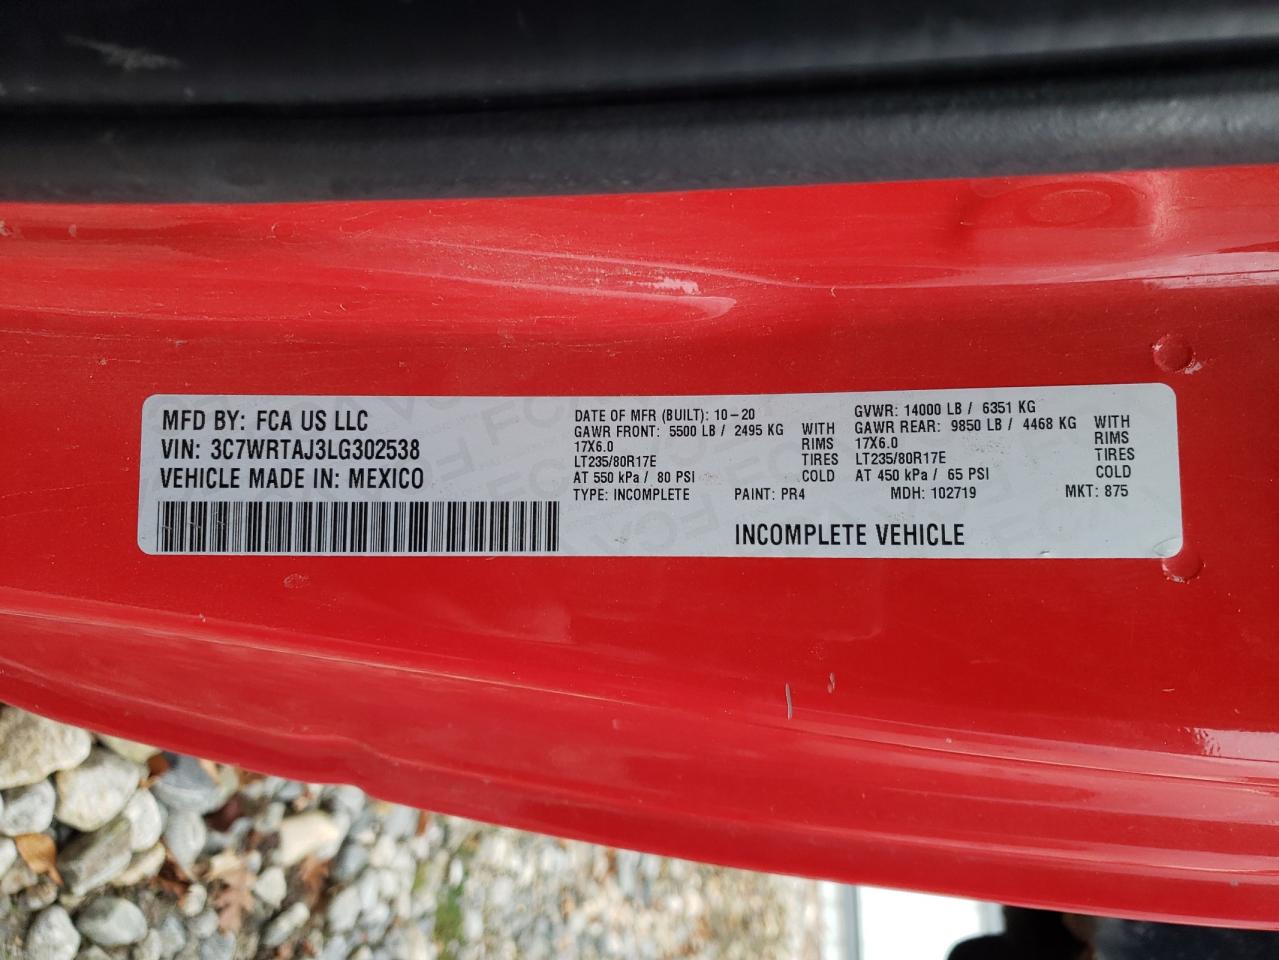 MFD BY: FCA US LLC
VIN: 3C7WRTAJ3LG302538
VEHICLE MADE IN: MEXICO
DATE OF MFR (BUILT): 10-20
GAWR FRONT: 5500 LB / 2495 KG WITH
17X6.0 RIMS
LT235/80R17E TIRES
AT 550 kPa / 80 PSI COLD
TYPE: INCOMPLETE PAINT: PR4
GVWR: 14000 LB / 6351 KG
GAWR REAR: 9850 LB / 4468 KG WITH
17X6.0 RIMS
LT235/80R17E TIRES
AT 450 kPa / 65 PSI COLD
MDH: 102719 MKT: 875
INCOMPLETE VEHICLE